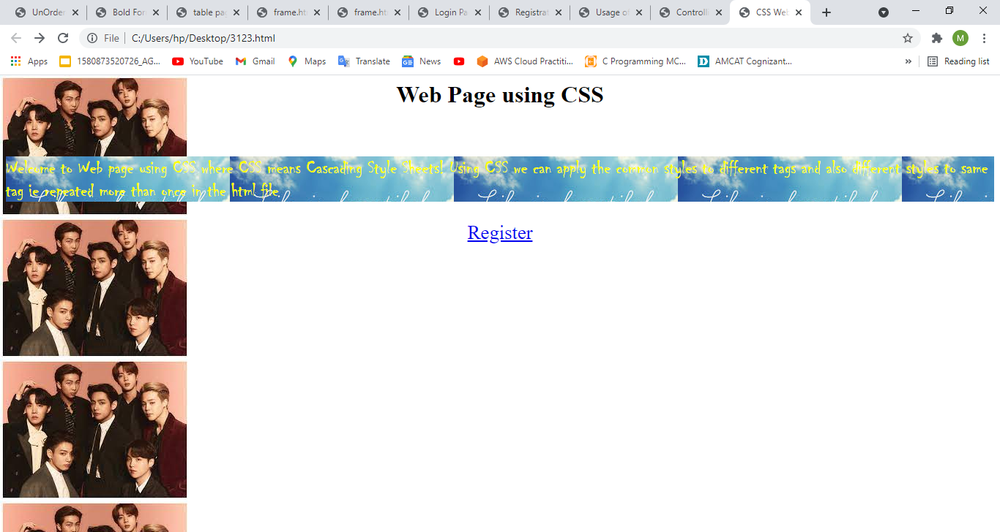 UnOrder
Bold For
table pa
frame.ht
frame.ht
Login Pa
Registrat
Usage of
Controll
CSS Web
File
C:/Users/hp/Desktop/3123.html
M
Apps
1580873520726_AG...
YouTube
Gmail
Maps
Translate
News
AWS Cloud Practiti...
C Programming MC...
AMCAT Cognizant...
»
Reading list
Web Page using CSS
Welcome to Web page using CSS where CSS means Cascading Style Sheets! Using CSS we can apply the common styles to different tags and also different styles to same
tag ie repeated more than once in the html file
Register